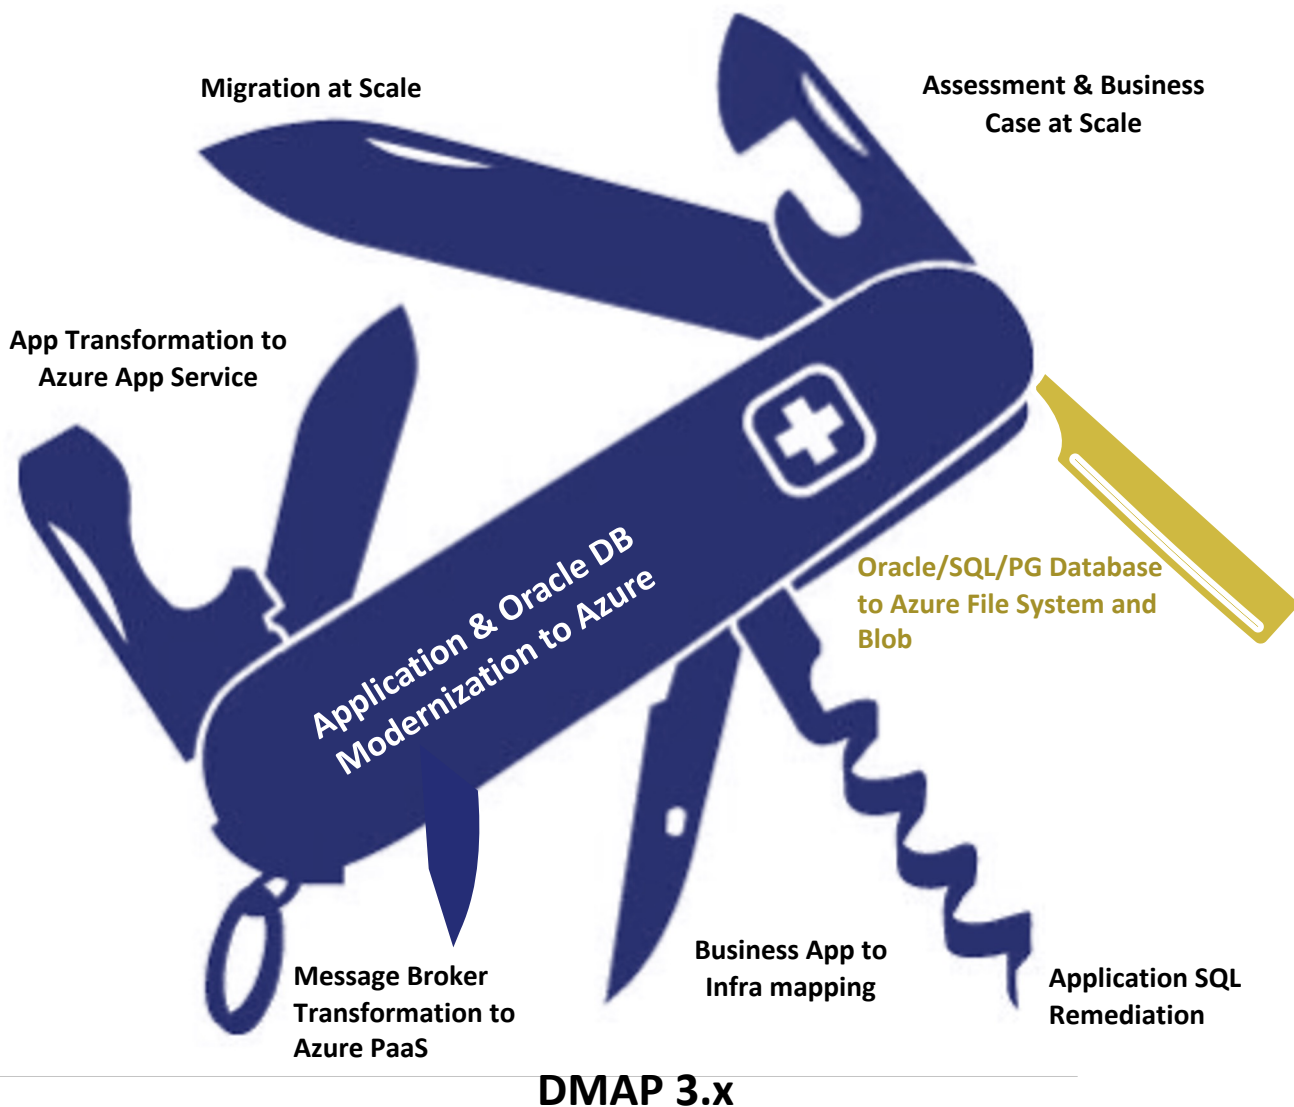 Migration at Scale
Assessment & Business
Case at Scale
App Transformation to
Azure App Service
Application & Oracle DB
Modernization to Azure
Oracle/SQL/PG Database
to Azure File System and
Blob
Message Broker
Transformation to
Azure PaaS
Business App to
Infra mapping
Application SQL
Remediation
DMAP 3.x